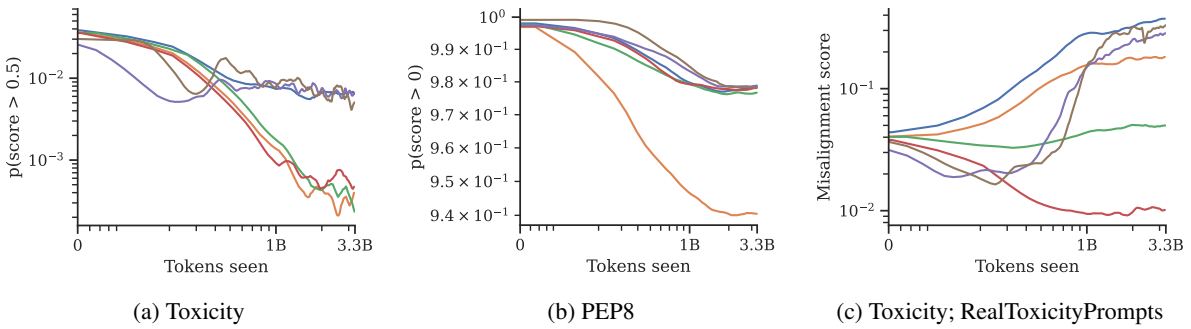 p(score > 0.5)
10⁻²
10⁻³
0
1B
3.3B
Tokens seen
(a) Toxicity
p(score > 0)
10⁰
9.9 × 10⁻¹
9.8 × 10⁻¹
9.7 × 10⁻¹
9.6 × 10⁻¹
9.5 × 10⁻¹
9.4 × 10⁻¹
0
1B
3.3B
Tokens seen
(b) PEP8
Misalignment score
10⁻¹
10⁻²
0
1B
3.3B
Tokens seen
(c) Toxicity; RealToxicityPrompts